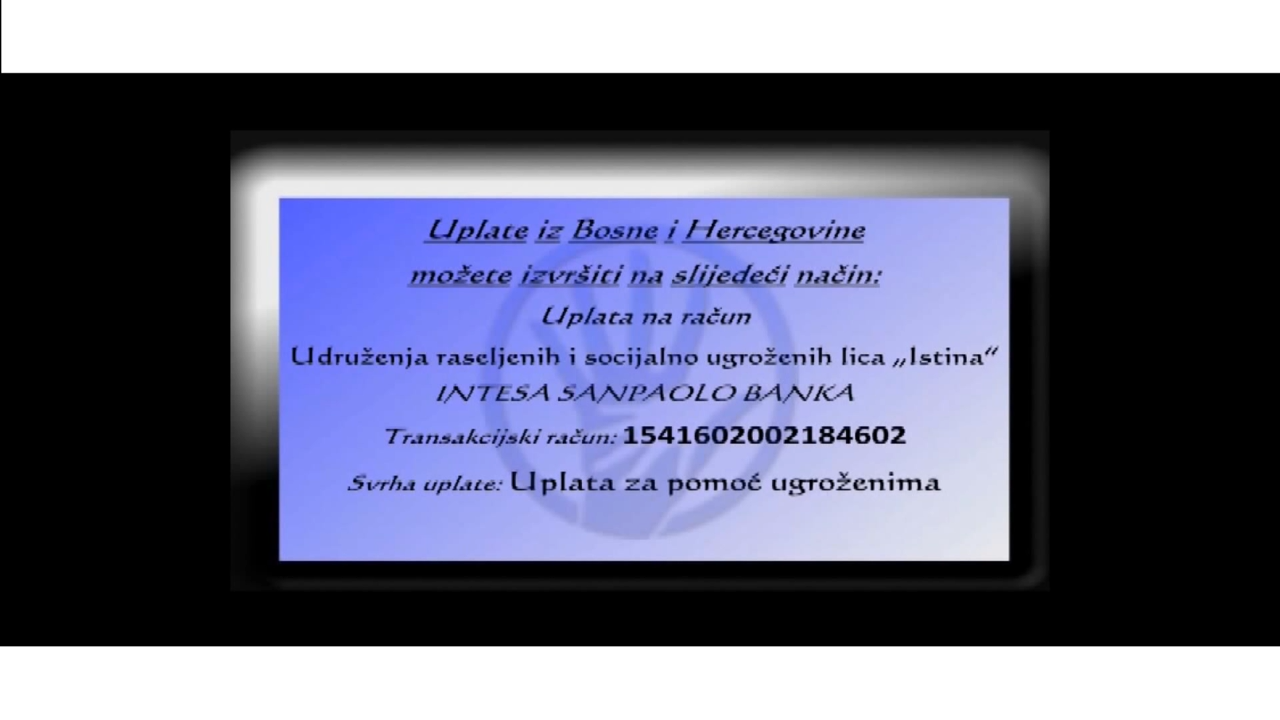 Uplate iz Bosne i Hercegovine
možete izvršiti na slijedeći način:
Uplata na račun
Udruženja raseljenih i socijalno ugroženih lica „Istina“
INTESA SANPAOLO BANKA
Transakcijski račun: 1541602002184602
Svrha uplate: Uplata za pomoć ugroženima